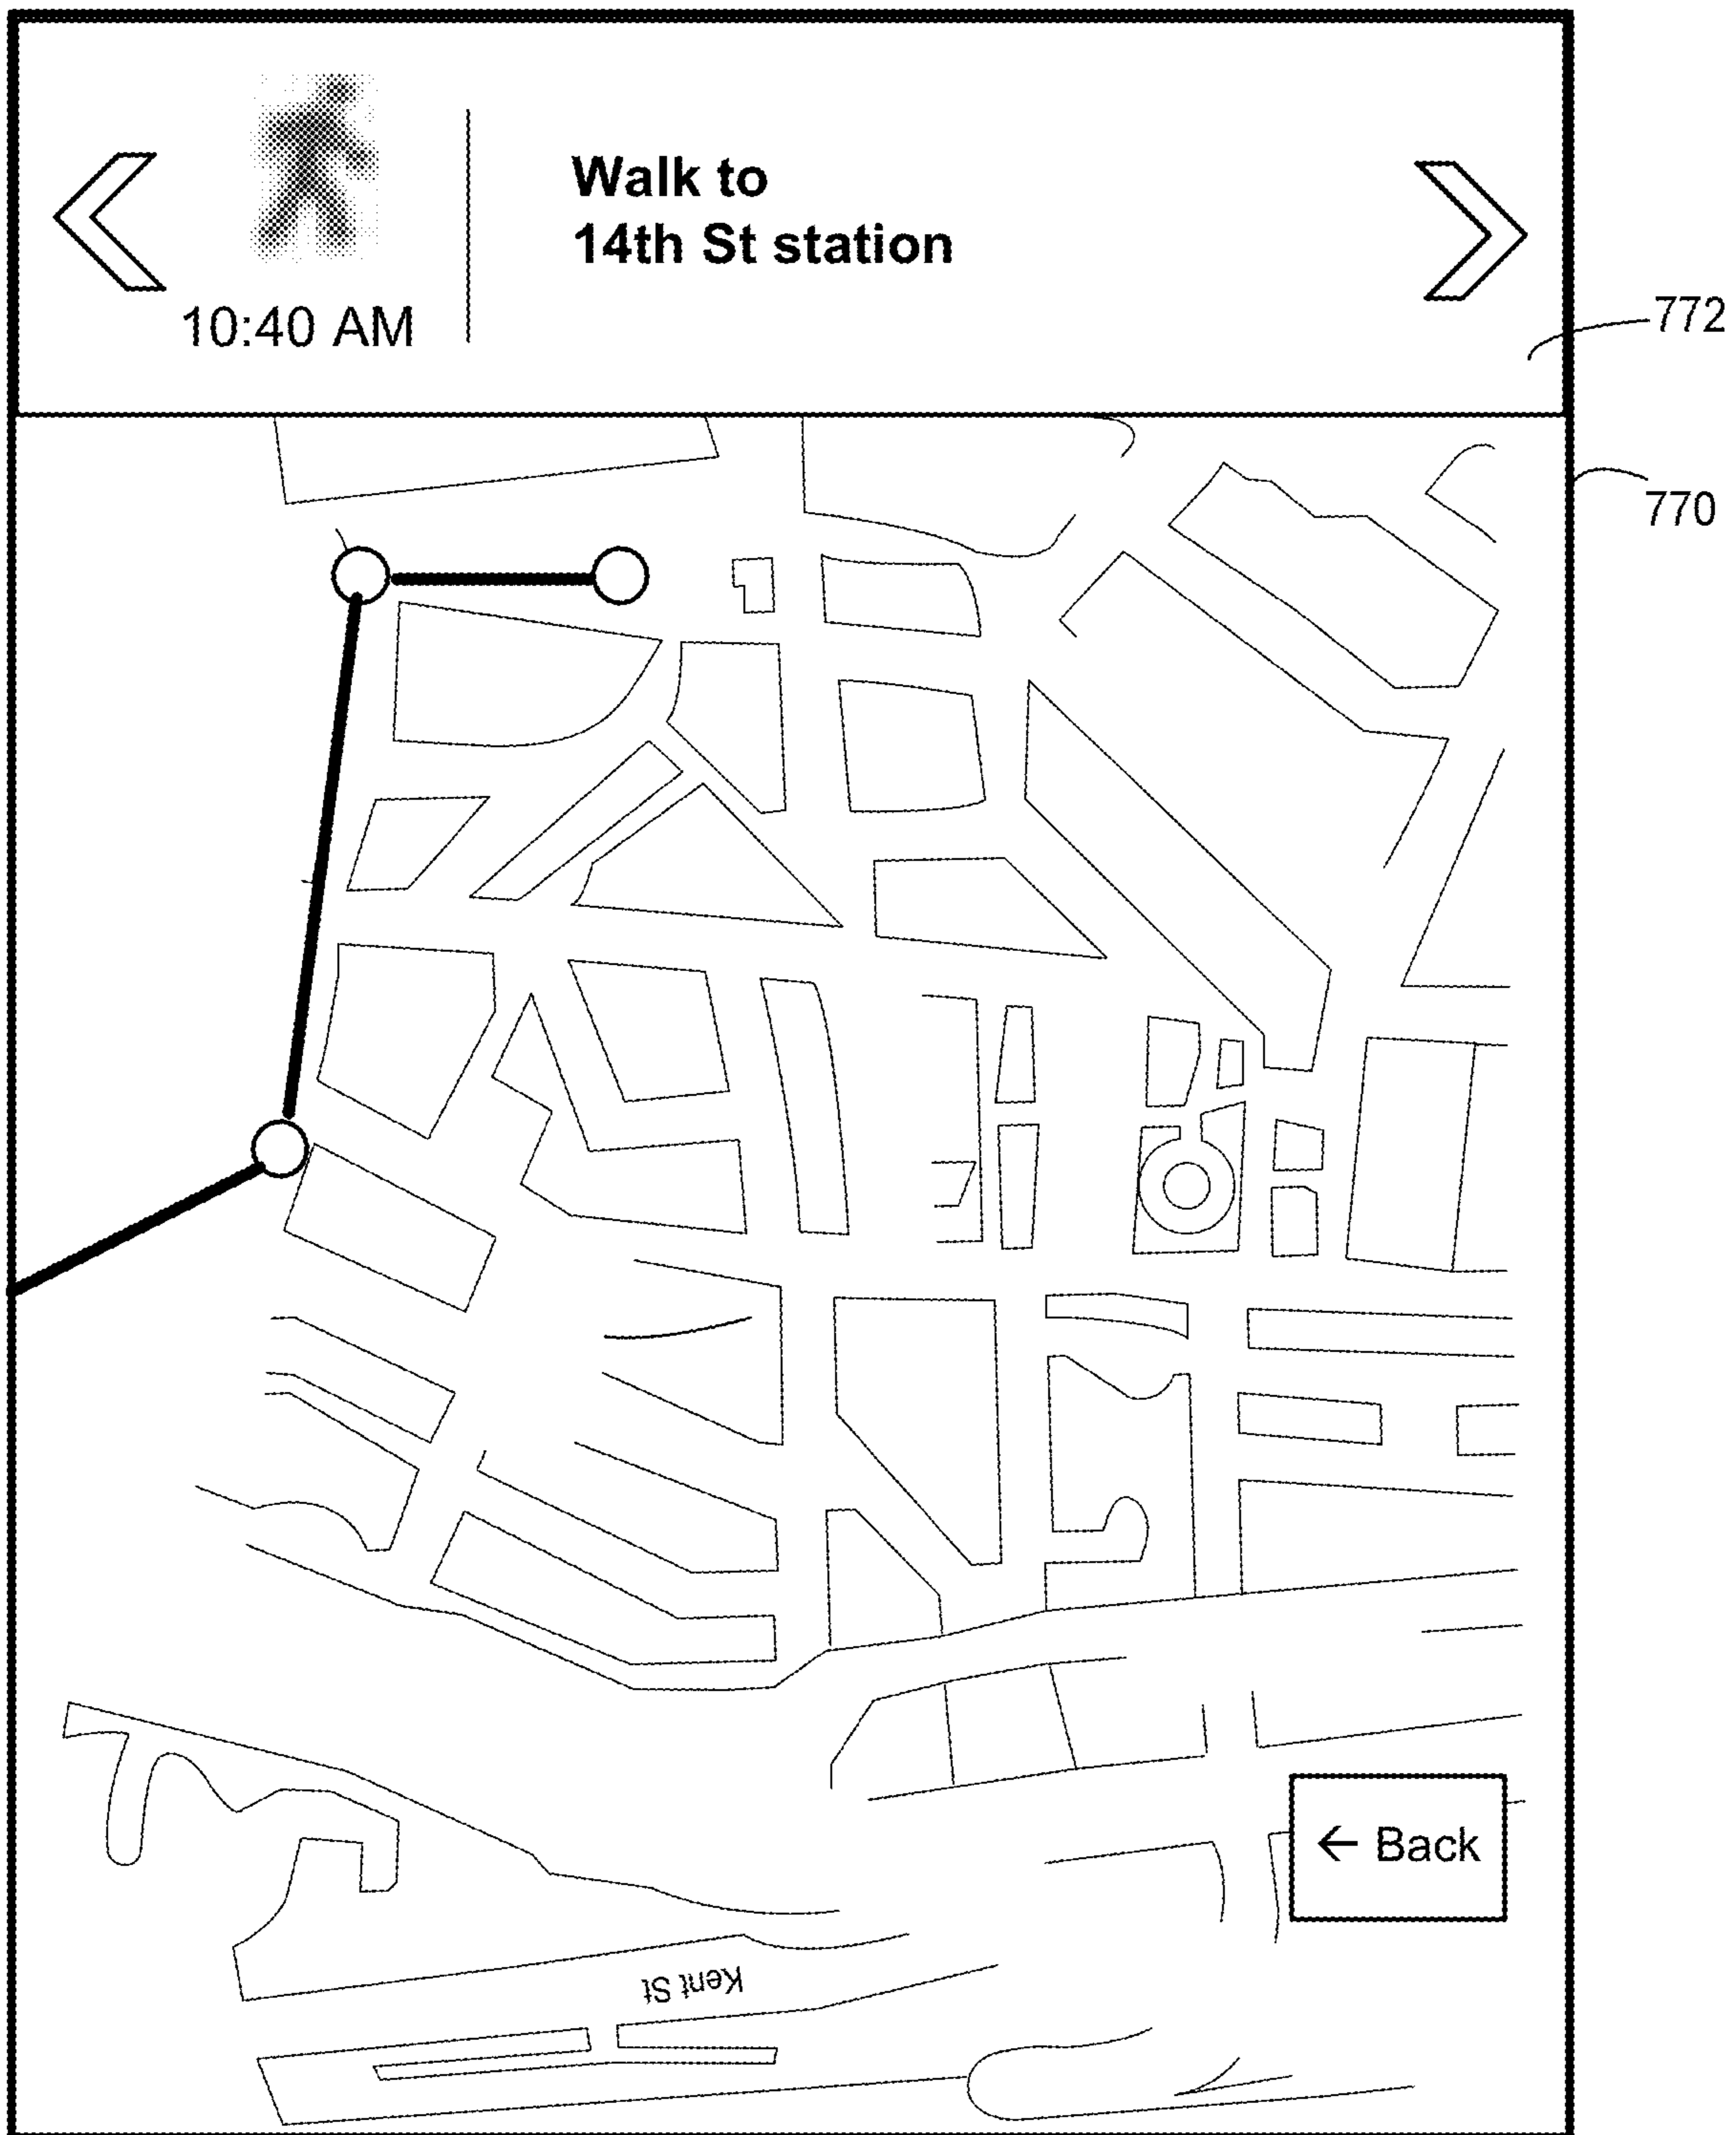 Walk to
14th St station
10:40 AM
772
770
← Back
Kent St